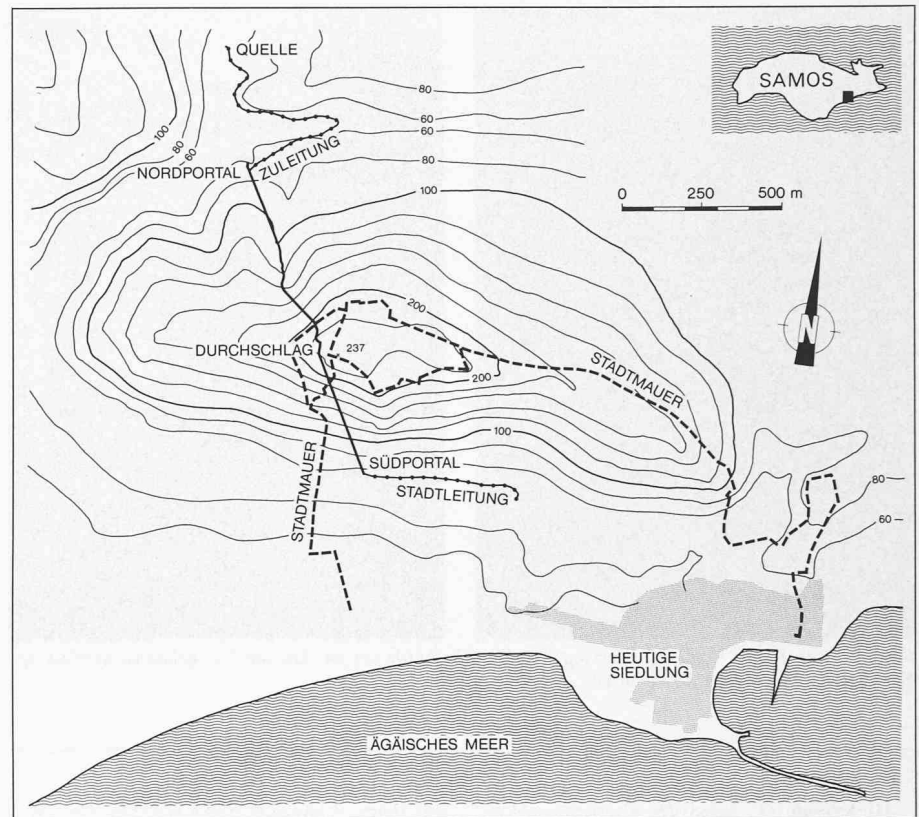 QUELLE
SAMOS
80
60
60
100
80
60
ZULEITUNG
NORDPORTAL
80
100
0 250 500 m
N
200
DURCHSCHLAG
237
200
STADTMAUER
100
STADTMAUER
SÜDPORTAL
STADTLEITUNG
80
60
HEUTIGE
SIEDLUNG
ÄGÄISCHES MEER